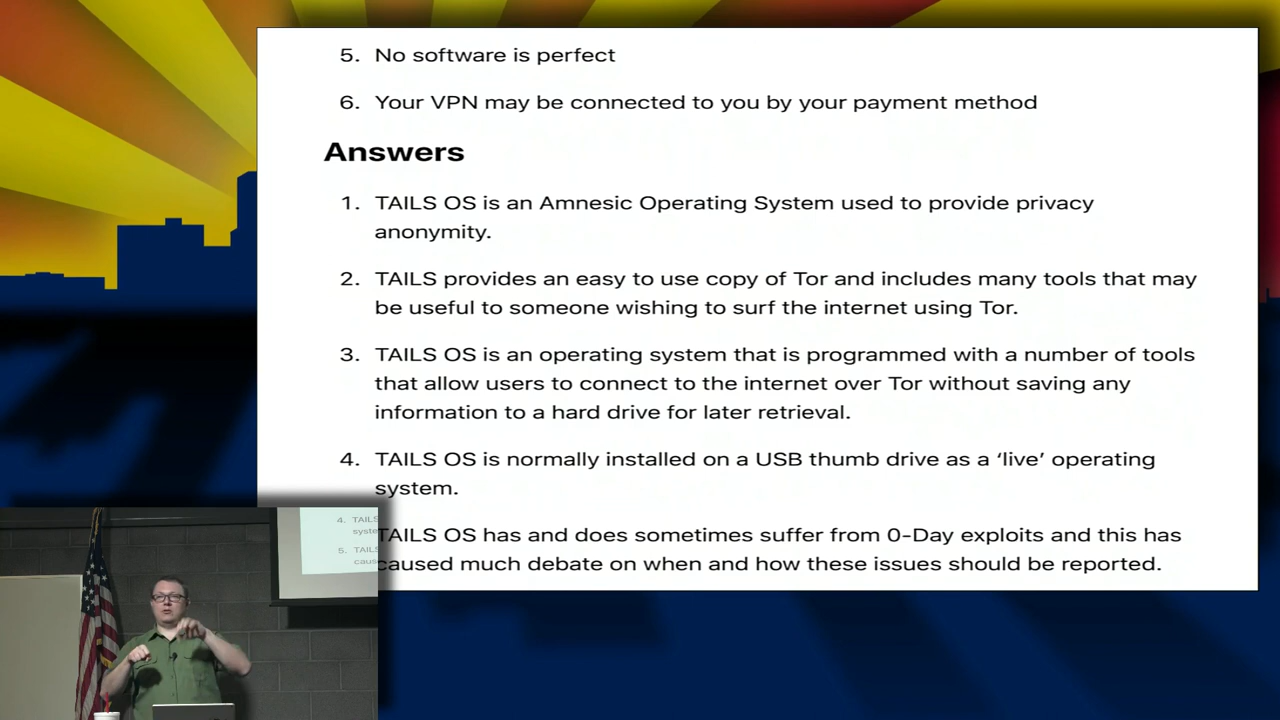 5. No software is perfect
6. Your VPN may be connected to you by your payment method
Answers
1. TAILS OS is an Amnesic Operating System used to provide privacy
anonymity.
2. TAILS provides an easy to use copy of Tor and includes many tools that may
be useful to someone wishing to surf the internet using Tor.
3. TAILS OS is an operating system that is programmed with a number of tools
that allow users to connect to the internet over Tor without saving any
information to a hard drive for later retrieval.
4. TAILS OS is normally installed on a USB thumb drive as a ‘live’ operating
system.
TAILS OS has and does sometimes suffer from 0-Day exploits and this has
caused much debate on when and how these issues should be reported.
4. TAILS
syste
5. TAILS
caus